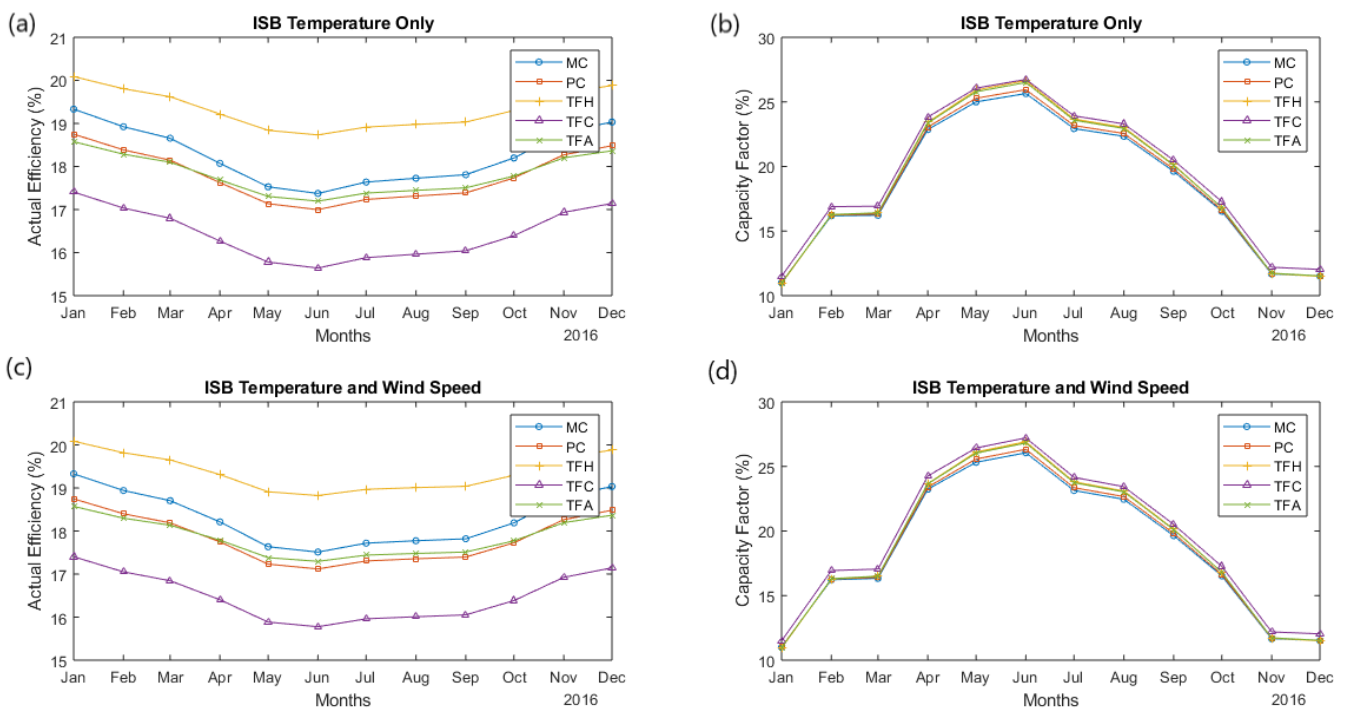 (a)
ISB Temperature Only
21
20
19
18
17
16
15
Actual Efficiency (%)
MC
PC
TFH
TFC
TFA
Jan Feb Mar Apr May Jun Jul Aug Sep Oct Nov Dec
Months
2016
(b)
ISB Temperature Only
30
25
20
15
10
Capacity Factor (%)
MC
PC
TFH
TFC
TFA
Jan Feb Mar Apr May Jun Jul Aug Sep Oct Nov Dec
Months
2016
(c)
ISB Temperature and Wind Speed
21
20
19
18
17
16
15
Actual Efficiency (%)
MC
PC
TFH
TFC
TFA
Jan Feb Mar Apr May Jun Jul Aug Sep Oct Nov Dec
Months
2016
(d)
ISB Temperature and Wind Speed
30
25
20
15
10
Capacity Factor (%)
MC
PC
TFH
TFC
TFA
Jan Feb Mar Apr May Jun Jul Aug Sep Oct Nov Dec
Months
2016